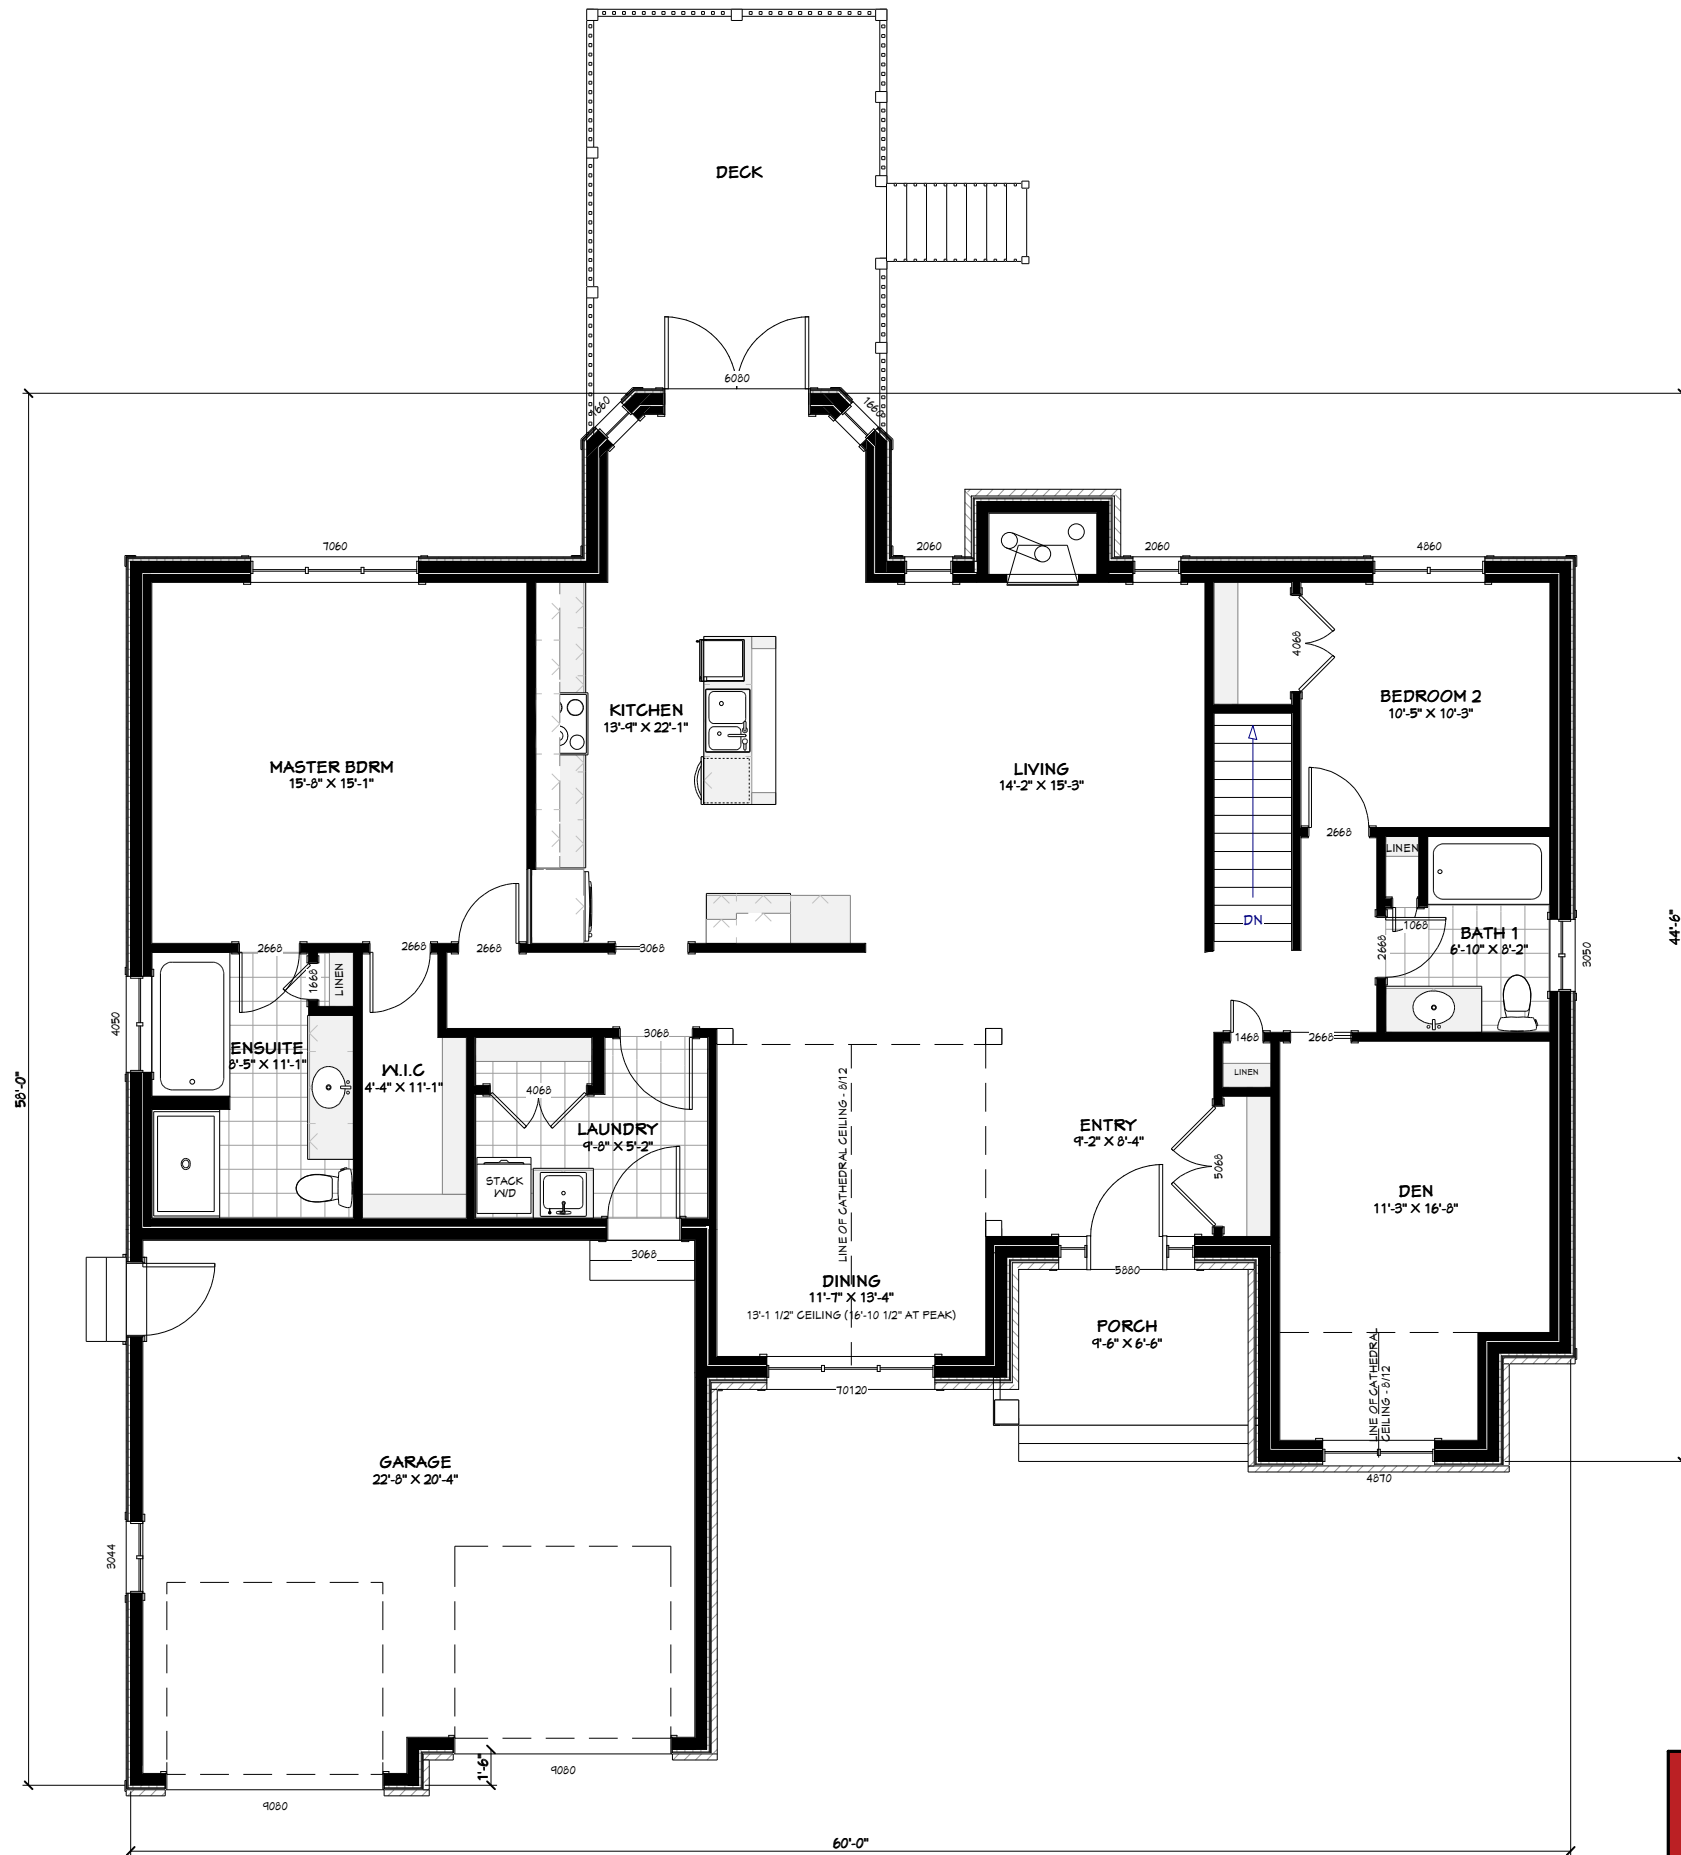 DECK
6080
1660
1660
7060
2060
2060
4860
4068
KITCHEN
13'-9" X 22'-1"
BEDROOM 2
10'-5" X 10'-3"
MASTER BDRM
15'-8" X 15'-1"
LIVING
14'-2" X 15'-3"
2668
LINEN
DN
1068
BATH 1
6'-10" X 8'-2"
2668
3050
44'-6"
2668
2668
2668
3068
1668
LINEN
4050
ENSUITE
8'-5" X 11'-1"
W.I.C
4'-4" X 11'-1"
3068
4068
LAUNDRY
9'-8" X 5'-2"
STACK
W/D
3068
1468
2668
LINEN
LINE OF CATHEDRAL CEILING - 8/12
ENTRY
9'-2" X 8'-4"
5068
DEN
11'-3" X 16'-8"
58'-0"
5880
DINING
11'-7" X 13'-4"
13'-1 1/2" CEILING (16'-10 1/2" AT PEAK)
PORCH
9'-6" X 6'-6"
LINE OF CATHEDRA
CEILING - 8/12
70120
4870
GARAGE
22'-8" X 20'-4"
3044
1'-6"
9080
9080
60'-0"